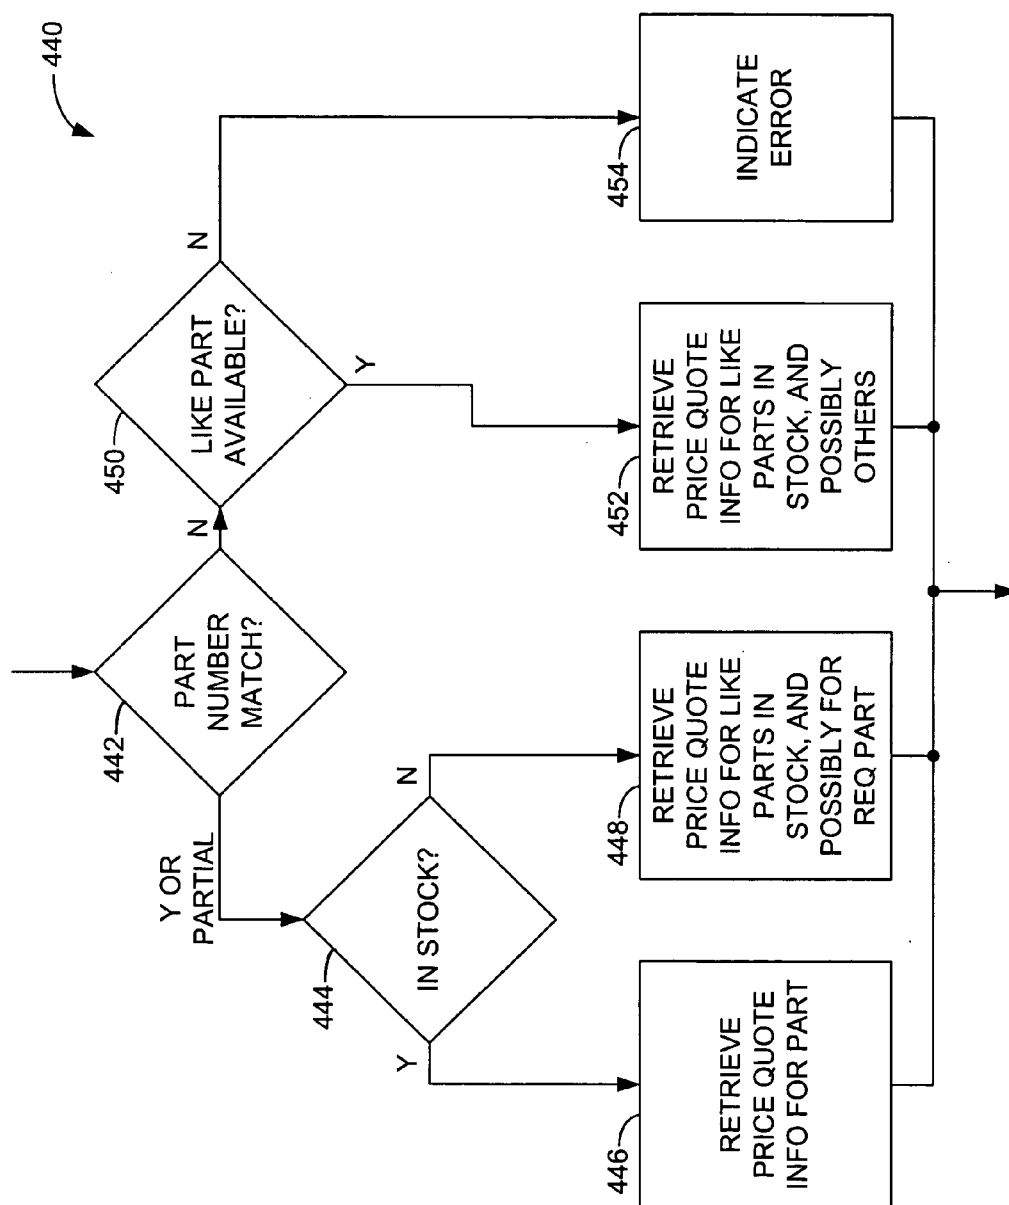 440
442
PART
NUMBER
MATCH?
Y OR
PARTIAL
N
450
LIKE PART
AVAILABLE?
N
Y
444
IN STOCK?
Y
N
446
RETRIEVE
PRICE QUOTE
INFO FOR PART
448
RETRIEVE
PRICE QUOTE
INFO FOR LIKE
PARTS IN
STOCK, AND
POSSIBLY FOR
REQ PART
452
RETRIEVE
PRICE QUOTE
INFO FOR LIKE
PARTS IN
STOCK, AND
POSSIBLY
OTHERS
454
INDICATE
ERROR